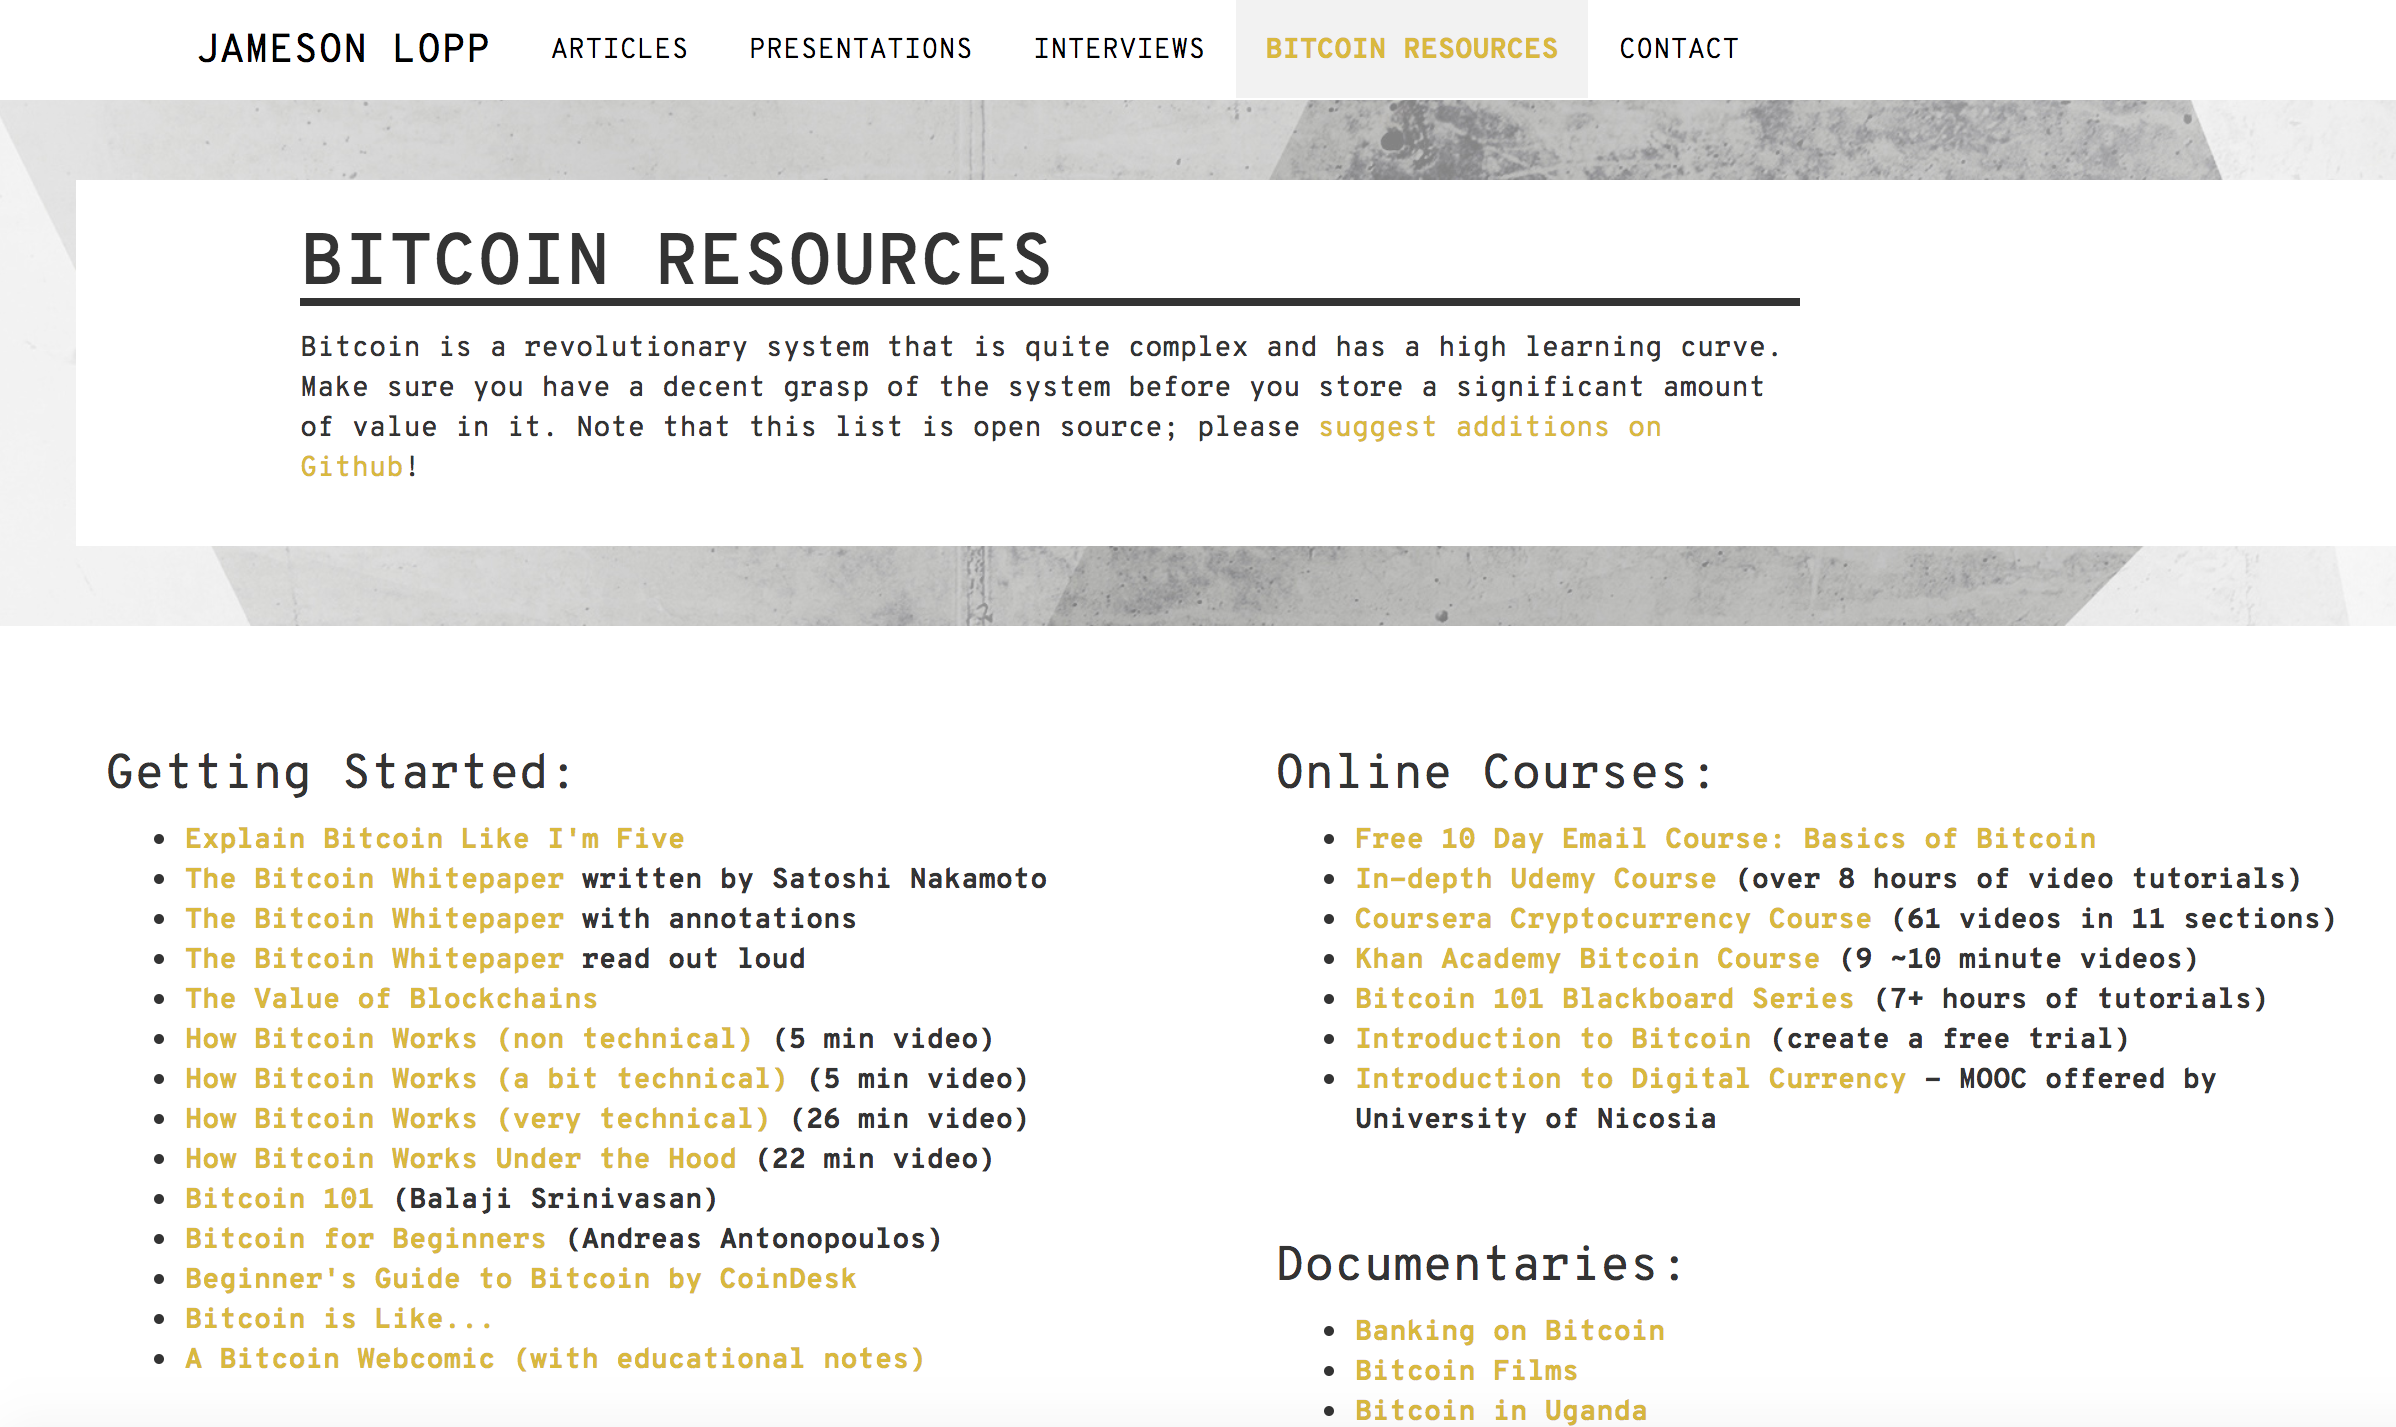 JAMESON LOPP ARTICLES PRESENTATIONS INTERVIEWS BITCOIN RESOURCES CONTACT
BITCOIN RESOURCES
Bitcoin is a revolutionary system that is quite complex and has a high learning curve.
Make sure you have a decent grasp of the system before you store a significant amount
of value in it. Note that this list is open source; please suggest additions on
Github!
Getting Started:
Explain Bitcoin Like I'm Five
The Bitcoin Whitepaper written by Satoshi Nakamoto
The Bitcoin Whitepaper with annotations
The Bitcoin Whitepaper read out loud
The Value of Blockchains
How Bitcoin Works (non technical) (5 min video)
How Bitcoin Works (a bit technical) (5 min video)
How Bitcoin Works (very technical) (26 min video)
How Bitcoin Works Under the Hood (22 min video)
Bitcoin 101 (Balaji Srinivasan)
Bitcoin for Beginners (Andreas Antonopoulos)
Beginner's Guide to Bitcoin by CoinDesk
Bitcoin is Like...
A Bitcoin Webcomic (with educational notes)
Online Courses:
Free 10 Day Email Course: Basics of Bitcoin
In-depth Udemy Course (over 8 hours of video tutorials)
Coursera Cryptocurrency Course (61 videos in 11 sections)
Khan Academy Bitcoin Course (9 ~10 minute videos)
Bitcoin 101 Blackboard Series (7+ hours of tutorials)
Introduction to Bitcoin (create a free trial)
Introduction to Digital Currency - MOOC offered by
University of Nicosia
Documentaries:
Banking on Bitcoin
Bitcoin Films
Bitcoin in Uganda